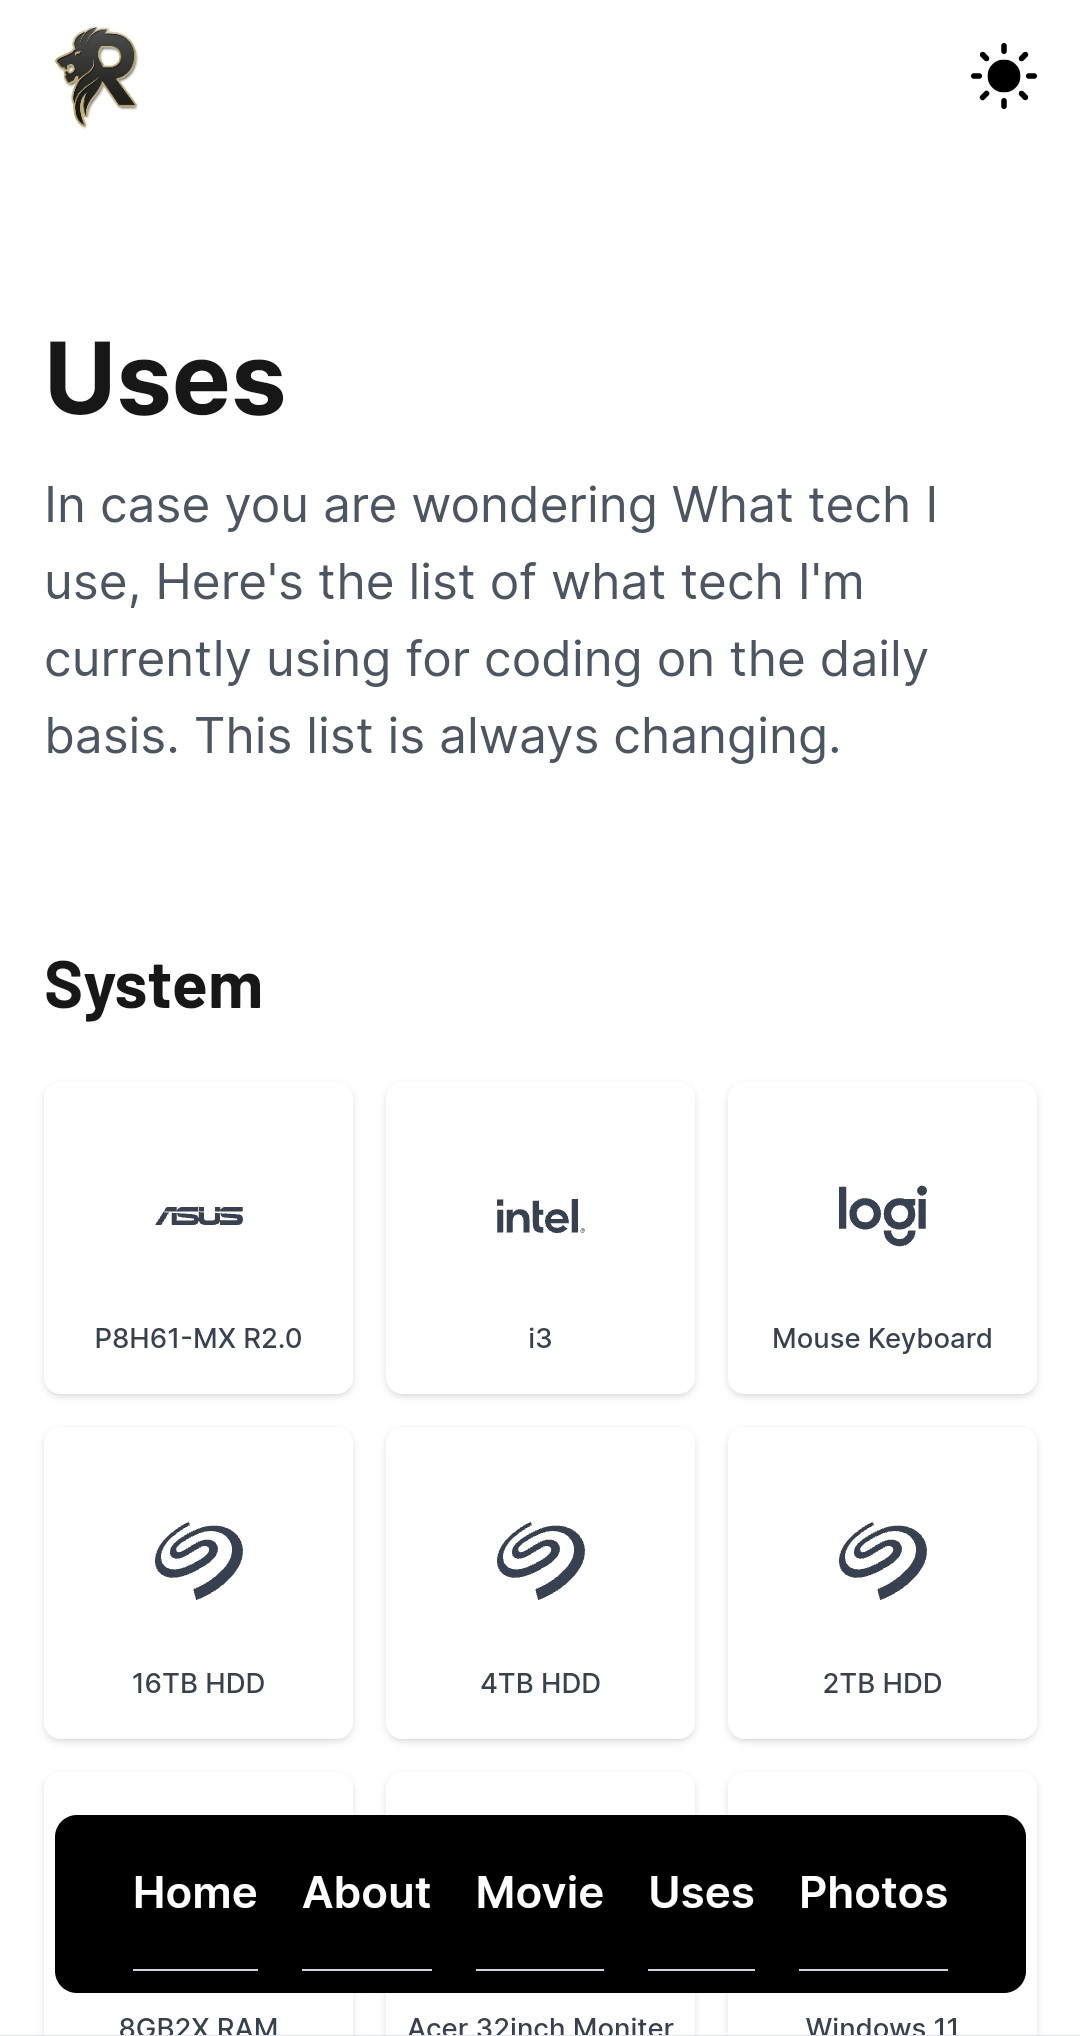 R
Uses
In case you are wondering What tech I
use, Here's the list of what tech I'm
currently using for coding on the daily
basis. This list is always changing.
System
ASUS
intel
logi
P8H61-MX R2.0
i3
Mouse Keyboard
16TB HDD
4TB HDD
2TB HDD
Home
About
Movie
Uses
Photos
8GB2X RAM
Acer 32inch Moniter
Windows 11